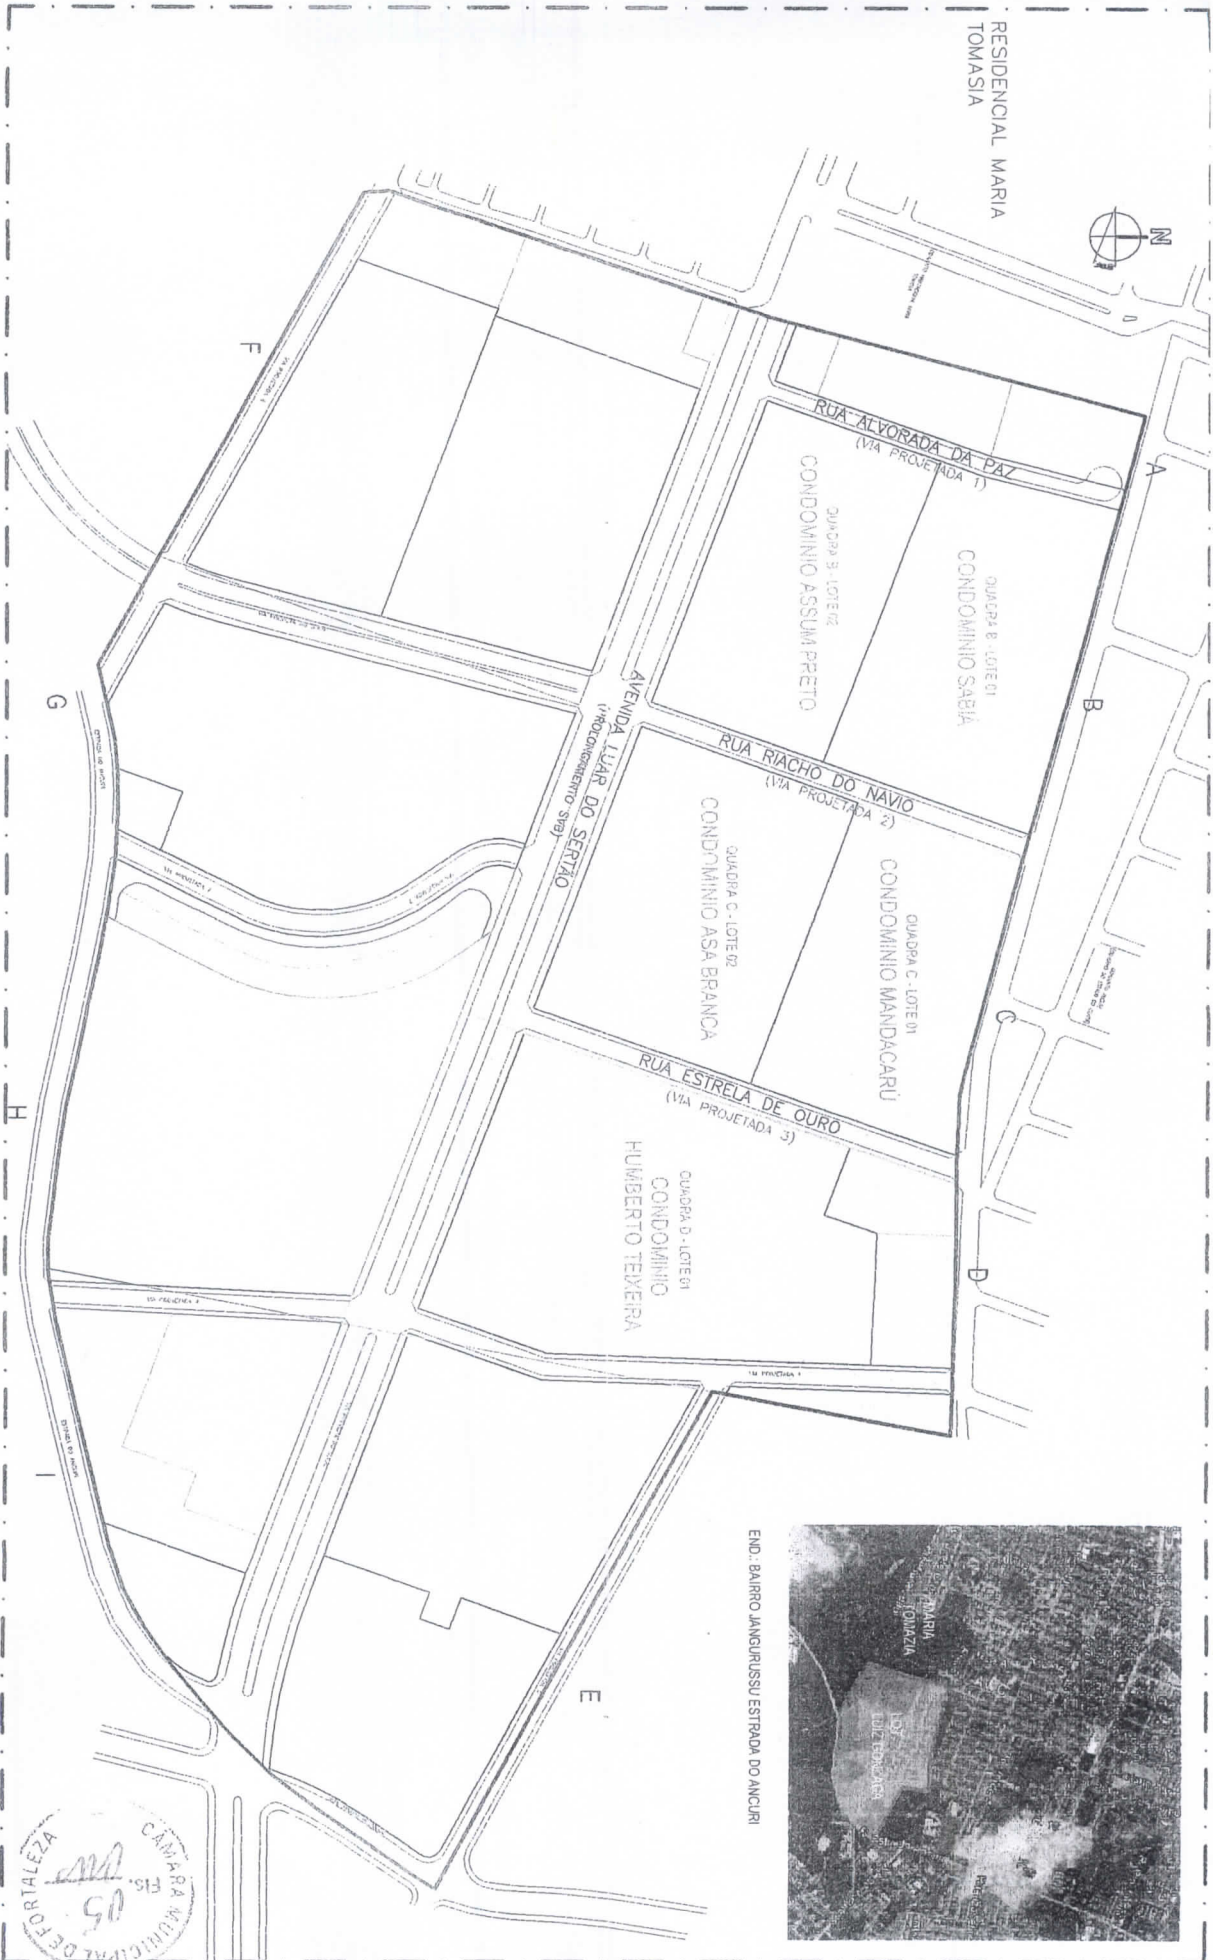 RESIDENCIAL MARIA
TOMASIA
N
A
B
C
D
E
F
G
H
I
RUA ALVORADA DA PAZ
(VIA PROJETADA 1)
QUADRA B - LOTE 01
CONDOMINIO SABIÁ
QUADRA B - LOTE 02
CONDOMINIO ASSUM PRETO
RUA RIACHO DO NAVIO
(VIA PROJETADA 2)
QUADRA C - LOTE 01
CONDOMINIO MANDACARÚ
QUADRA C - LOTE 02
CONDOMINIO ASA BRANCA
AVENIDA LUAR DO SERTÃO
(PROLONGAMENTO SVB)
RUA ESTRELA DE OURO
(VIA PROJETADA 3)
QUADRA D - LOTE 01
CONDOMINIO
HUMBERTO TEIXEIRA
MARIA
TOMAZIA
LOT.
LUIZ GONZAGA
END.: BAIRRO JANGURUSSU ESTRADA DO ANCURI
CÂMARA MUNICIPAL DE FORTALEZA
FIS.
05